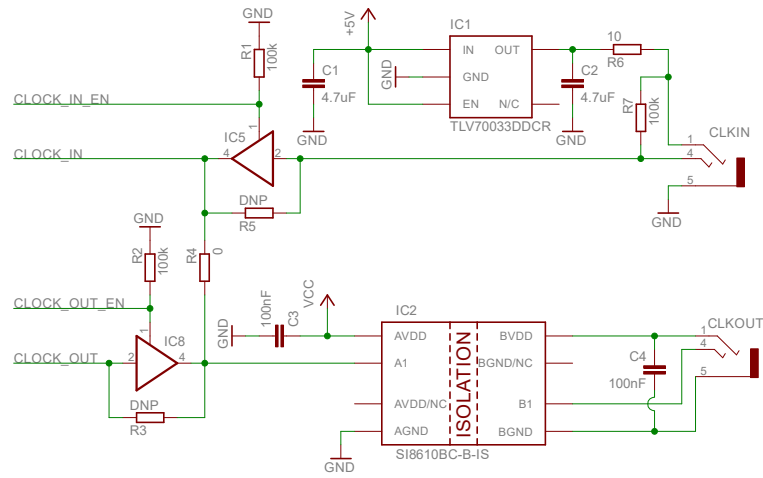 GND
+5V
IC1
10
R6
R1
100k
GND
C1
4.7uF
IN
OUT
GND
EN
N/C
C2
4.7uF
R7
100k
CLOCK_IN_EN
IC5
1
GND
TLV70033DDCR
GND
CLKIN
1
4
5
CLOCK_IN
4
2
GND
DNP
R5
GND
R2
100k
R4
0
CLOCK_OUT_EN
1
IC8
GND
100nF
C3
VCC
IC2
AVDD
A1
AVDD/NC
AGND
ISOLATION
BVDD
BGND/NC
B1
BGND
SI8610BC-B-IS
C4
100nF
CLKOUT
1
4
5
CLOCK_OUT
2
4
DNP
R3
GND